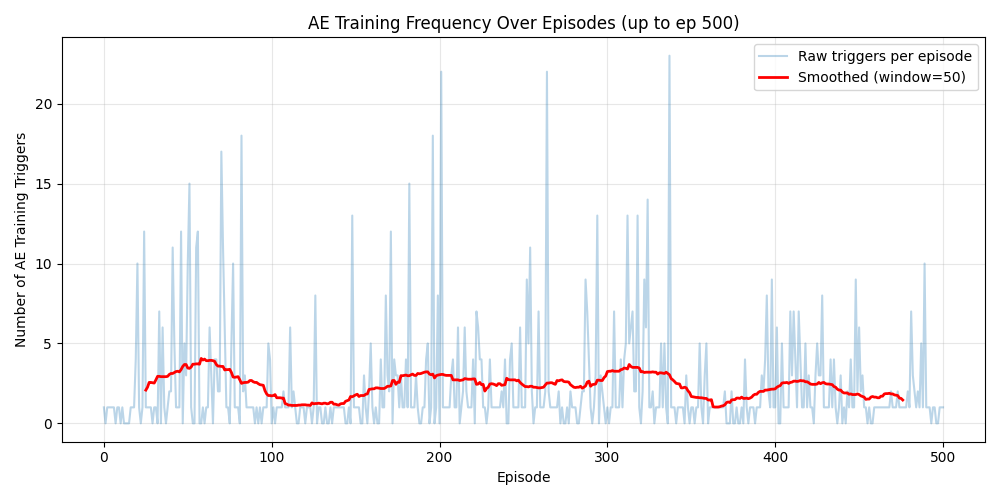 AE Training Frequency Over Episodes (up to ep 500)
Raw triggers per episode
Smoothed (window=50)
Number of AE Training Triggers
20
15
10
5
0
0 100 200 300 400 500
Episode